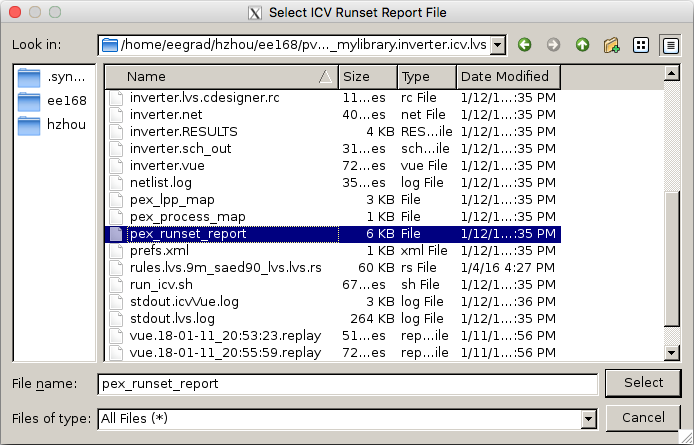 Select ICV Runset Report File
Look in: /home/eegrad/hzhou/ee168/pv..._mylibrary.inverter.icv.lvs
.syn...
ee168
hzhou
Name Size Type Date Modified
inverter.lvs.cdesigner.rc 11...es rc File 1/12/1...:35 PM
inverter.net 40...es net File 1/12/1...:35 PM
inverter.RESULTS 4 KB RES...ile 1/12/1...:35 PM
inverter.sch_out 31...es sch...ile 1/12/1...:35 PM
inverter.vue 72...es vue File 1/12/1...:35 PM
netlist.log 35...es log File 1/12/1...:35 PM
pex_lpp_map 3 KB File 1/12/1...:35 PM
pex_process_map 1 KB File 1/12/1...:35 PM
pex_runset_report 6 KB File 1/12/1...:35 PM
prefs.xml 1 KB xml File 1/12/1...:35 PM
rules.lvs.9m_saed90_lvs.lvs.rs 60 KB rs File 1/4/16 4:27 PM
run_icv.sh 67...es sh File 1/12/1...:35 PM
stdout.icvVue.log 3 KB log File 1/12/1...:36 PM
stdout.lvs.log 264 KB log File 1/12/1...:35 PM
vue.18-01-11_20:53:23.replay 51...es rep...ile 1/11/1...:56 PM
vue.18-01-11_20:55:59.replay 72...es rep...ile 1/11/1...:58 PM
File name: pex_runset_report Select
Files of type: All Files (*) Cancel